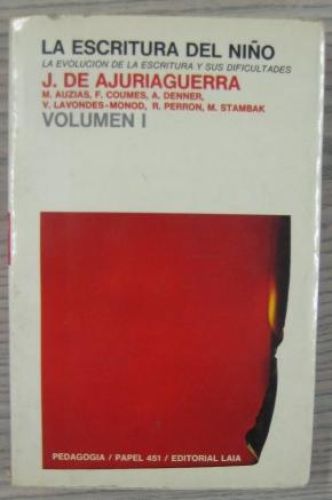 LA ESCRITURA DEL NIÑO
LA EVOLUCION DE LA ESCRITURA Y SUS DIFICULTADES
J. DE AJURIAGUERRA
M. AUZIAS, F. COUMES, A. DENNER,
V. LAVONDES-MONOD, R. PERRON, M. STAMBAK
VOLUMEN I
PEDAGOGIA / PAPEL 451 / EDITORIAL LAIA